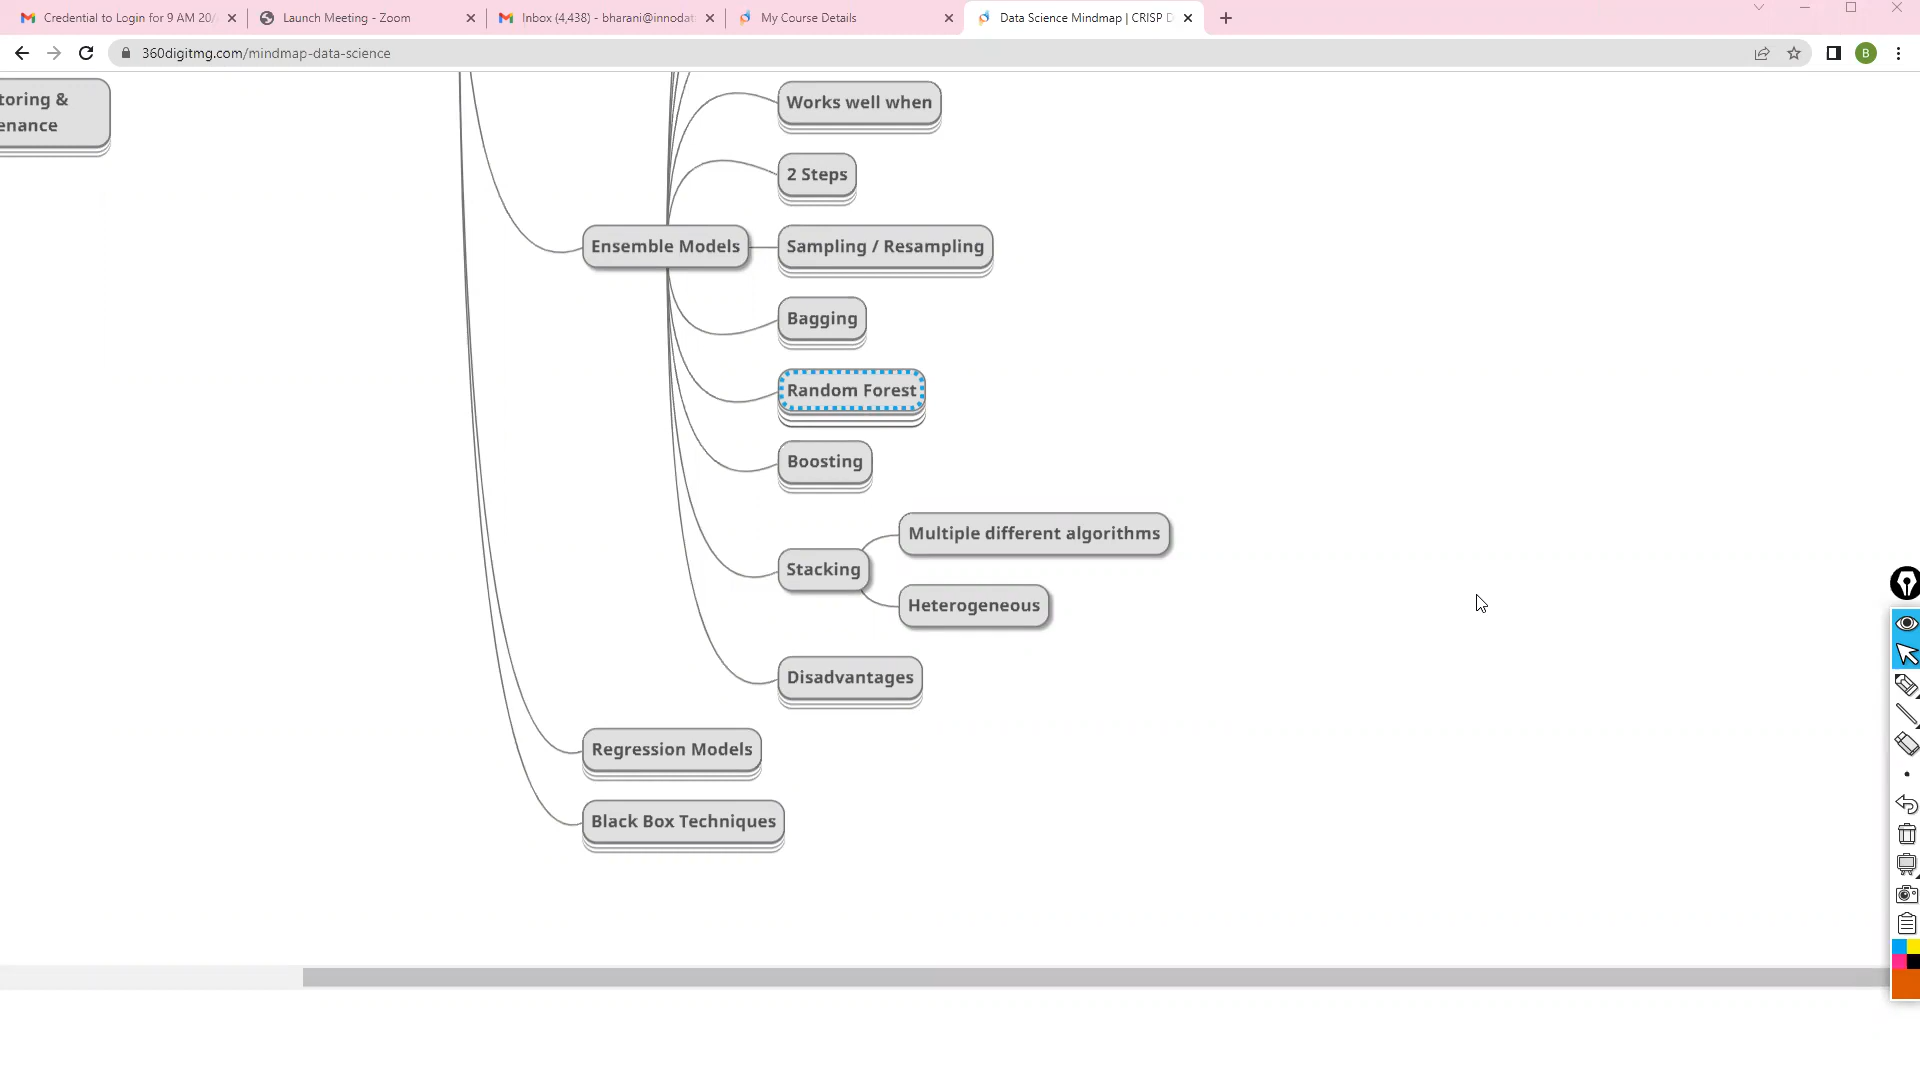 Credential to Login for 9 AM 20/
Launch Meeting - Zoom
Inbox (4,438) - bharani@innodat
My Course Details
Data Science Mindmap | CRISP D
360digitmg.com/mindmap-data-science
B
toring &
enance
Works well when
2 Steps
Ensemble Models
Sampling / Resampling
Bagging
Random Forest
Boosting
Multiple different algorithms
Stacking
Heterogeneous
Disadvantages
Regression Models
Black Box Techniques